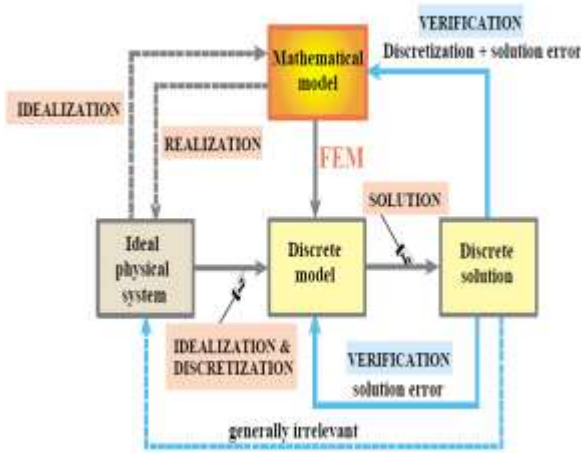 VERIFICATION
Discretization + solution error
Mathematical
model
IDEALIZATION
REALIZATION
FEM
SOLUTION
Ideal
physical
system
Discrete
model
Discrete
solution
IDEALIZATION &
DISCRETIZATION
VERIFICATION
solution error
generally irrelevant